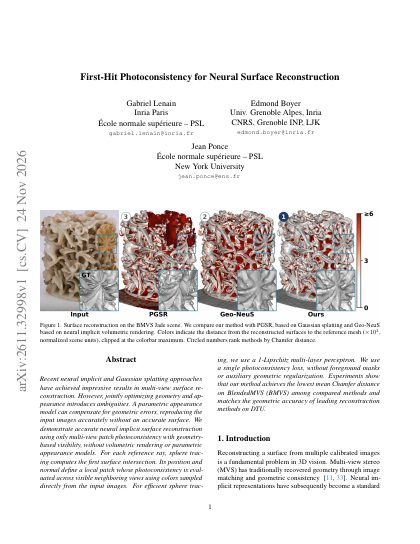 First-Hit Photoconsistency for Neural Surface Reconstruction
Gabriel Lenain
Inria Paris
École normale supérieure – PSL
gabriel.lenain@inria.fr
Edmond Boyer
Univ. Grenoble Alpes, Inria
CNRS, Grenoble INP, LJK
edmond.boyer@inria.fr
Jean Ponce
École normale supérieure – PSL
New York University
jean.ponce@ens.fr
arXiv:2611.32998v1 [cs.CV] 24 Nov 2026
GT
3
2
1
≥6
3
0
Input
PGSR
Geo-NeuS
Ours
Figure 1. Surface reconstruction on the BMVS Jade scene. We compare our method with PGSR, based on Gaussian splatting and Geo-NeuS
based on neural implicit volumetric rendering. Colors indicate the distance from the reconstructed surfaces to the reference mesh (×10³,
normalized scene units), clipped at the colorbar maximum. Circled numbers rank methods by Chamfer distance.
Abstract
Recent neural implicit and Gaussian splatting approaches
have achieved impressive results in multi-view surface re-
construction. However, jointly optimizing geometry and ap-
pearance introduces ambiguities. A parametric appearance
model can compensate for geometric errors, reproducing the
input images accurately without an accurate surface. We
demonstrate accurate neural implicit surface reconstruction
using only multi-view patch photoconsistency with geometry-
based visibility, without volumetric rendering or parametric
appearance models. For each reference ray, sphere trac-
ing computes the first surface intersection. Its position and
normal define a local patch whose photoconsistency is eval-
uated across visible neighboring views using colors sampled
directly from the input images. For efficient sphere trac-
ing, we use a 1-Lipschitz multi-layer perceptron. We use
a single photoconsistency loss, without foreground masks
or auxiliary geometric regularization. Experiments show
that our method achieves the lowest mean Chamfer distance
on BlendedMVS (BMVS) among compared methods and
matches the geometric accuracy of leading reconstruction
methods on DTU.
1. Introduction
Reconstructing a surface from multiple calibrated images
is a fundamental problem in 3D vision. Multi-view stereo
(MVS) has traditionally recovered geometry through image
matching and geometric consistency [11, 33]. Neural im-
plicit representations have subsequently become a standard
1